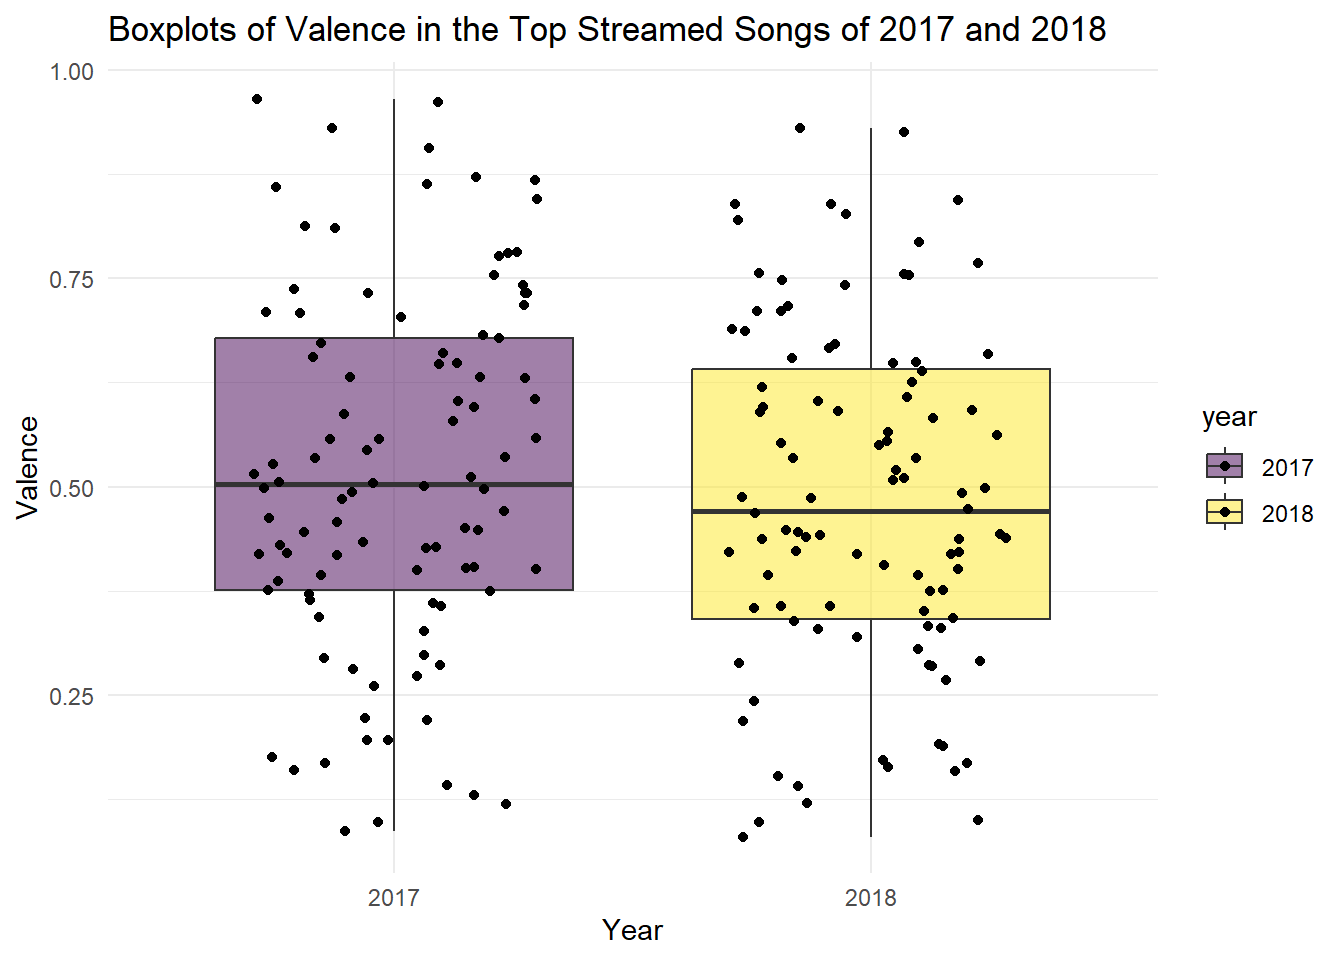 Boxplots of Valence in the Top Streamed Songs of 2017 and 2018
1.00
0.75
0.50
0.25
Valence
2017
2018
Year
year
2017
2018